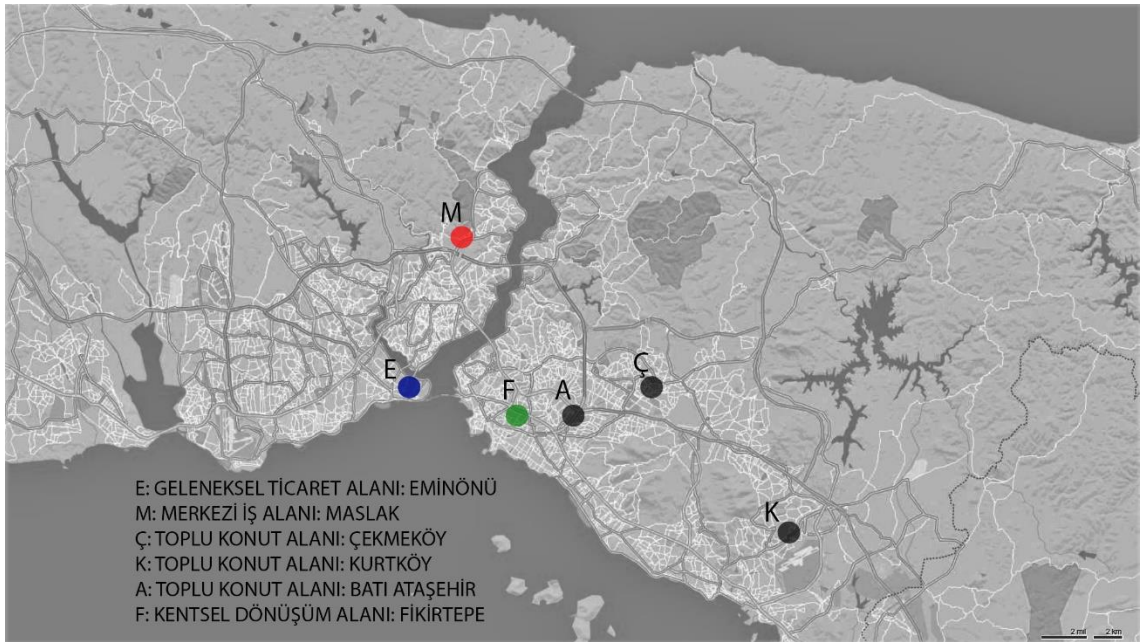 M
E
F
A
Ç
K
E: GELENEKSEL TİCARET ALANI: EMİNÖNÜ
M: MERKEZİ İŞ ALANI: MASLAK
Ç: TOPLU KONUT ALANI: ÇEKMEKÖY
K: TOPLU KONUT ALANI: KURTKÖY
A: TOPLU KONUT ALANI: BATI ATAŞEHİR
F: KENTSEL DÖNÜŞÜM ALANI: FİKİRTEPE
2 mil 2 km